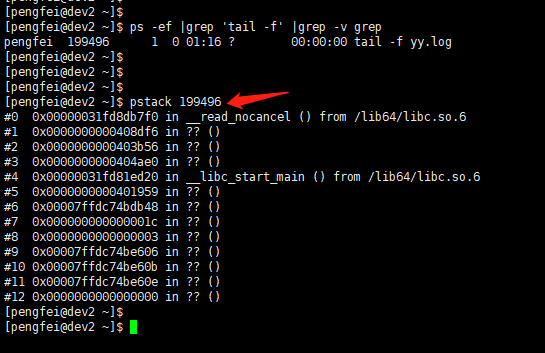 [pengfei@dev2 ~]$ ps -ef |grep 'tail -f' |grep -v grep
pengfei  199496      1  0 01:16 ?        00:00:00 tail -f yy.log
[pengfei@dev2 ~]$
[pengfei@dev2 ~]$
[pengfei@dev2 ~]$
[pengfei@dev2 ~]$ pstack 199496
#0  0x00000031fd8db7f0 in __read_nocancel () from /lib64/libc.so.6
#1  0x0000000000408df6 in ?? ()
#2  0x0000000000403b56 in ?? ()
#3  0x0000000000404ae0 in ?? ()
#4  0x00000031fd81ed20 in __libc_start_main () from /lib64/libc.so.6
#5  0x0000000000401959 in ?? ()
#6  0x00007ffdc74bdb48 in ?? ()
#7  0x000000000000001c in ?? ()
#8  0x0000000000000003 in ?? ()
#9  0x00007ffdc74be606 in ?? ()
#10 0x00007ffdc74be60b in ?? ()
#11 0x00007ffdc74be60e in ?? ()
#12 0x0000000000000000 in ?? ()
[pengfei@dev2 ~]$
[pengfei@dev2 ~]$